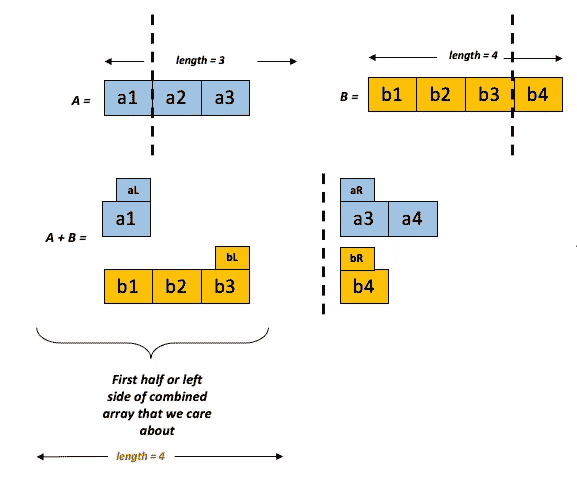 length = 3
length = 4
A = a1 a2 a3
B = b1 b2 b3 b4
aL
aR
a1
a3 a4
A + B =
bL
bR
b1 b2 b3
b4
First half or left
side of combined
array that we care
about
length = 4